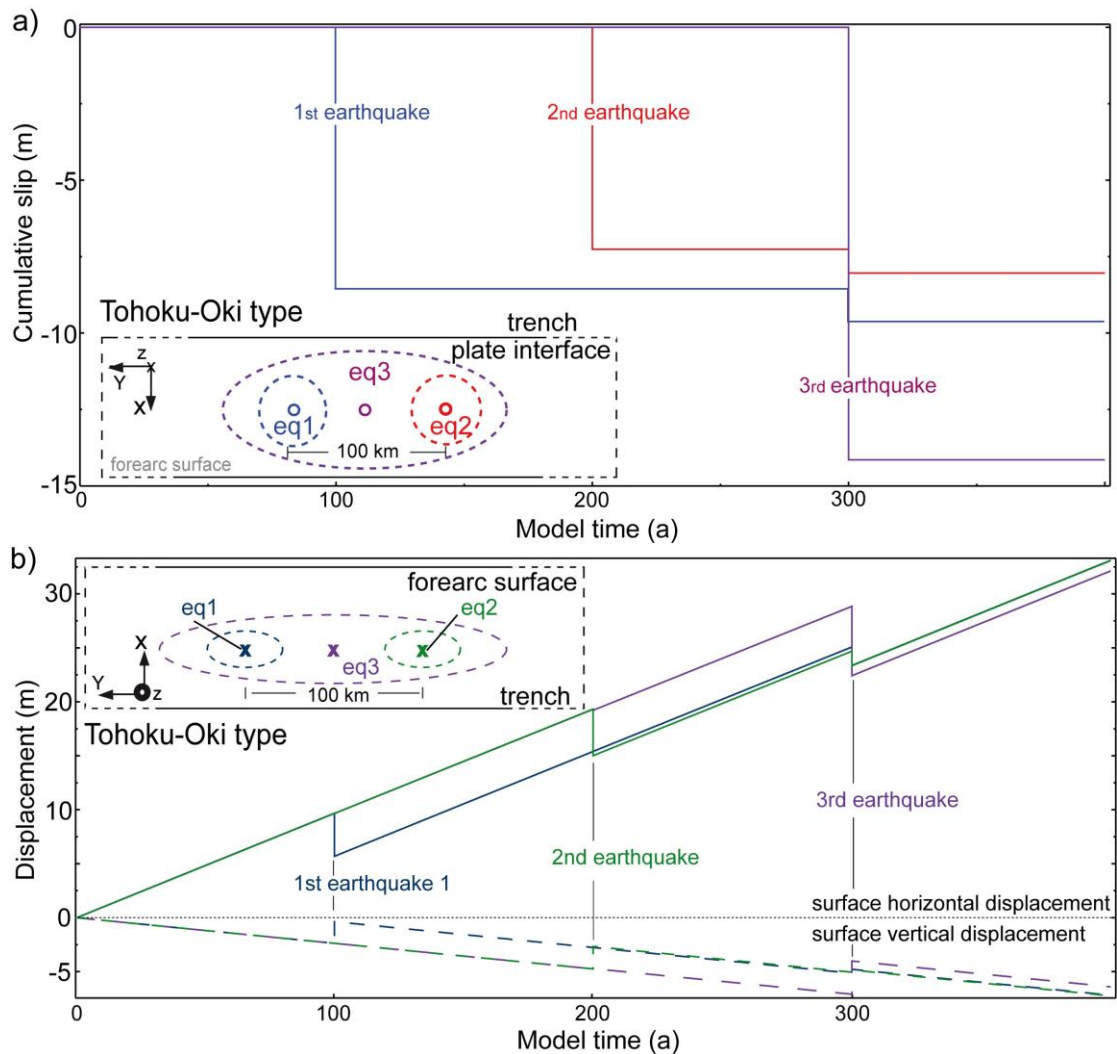 a)
0
-5
-10
-15
Cumulative slip (m)
1st earthquake
2nd earthquake
3rd earthquake
Tohoku-Oki type
trench
plate interface
z
Y
X
eq3
eq1
eq2
100 km
forearc surface
0
100
200
300
Model time (a)
b)
30
20
10
0
-5
Displacement (m)
forearc surface
eq1
eq2
X
Y
z
eq3
100 km
trench
Tohoku-Oki type
3rd earthquake
2nd earthquake
1st earthquake 1
surface horizontal displacement
surface vertical displacement
0
100
200
300
Model time (a)